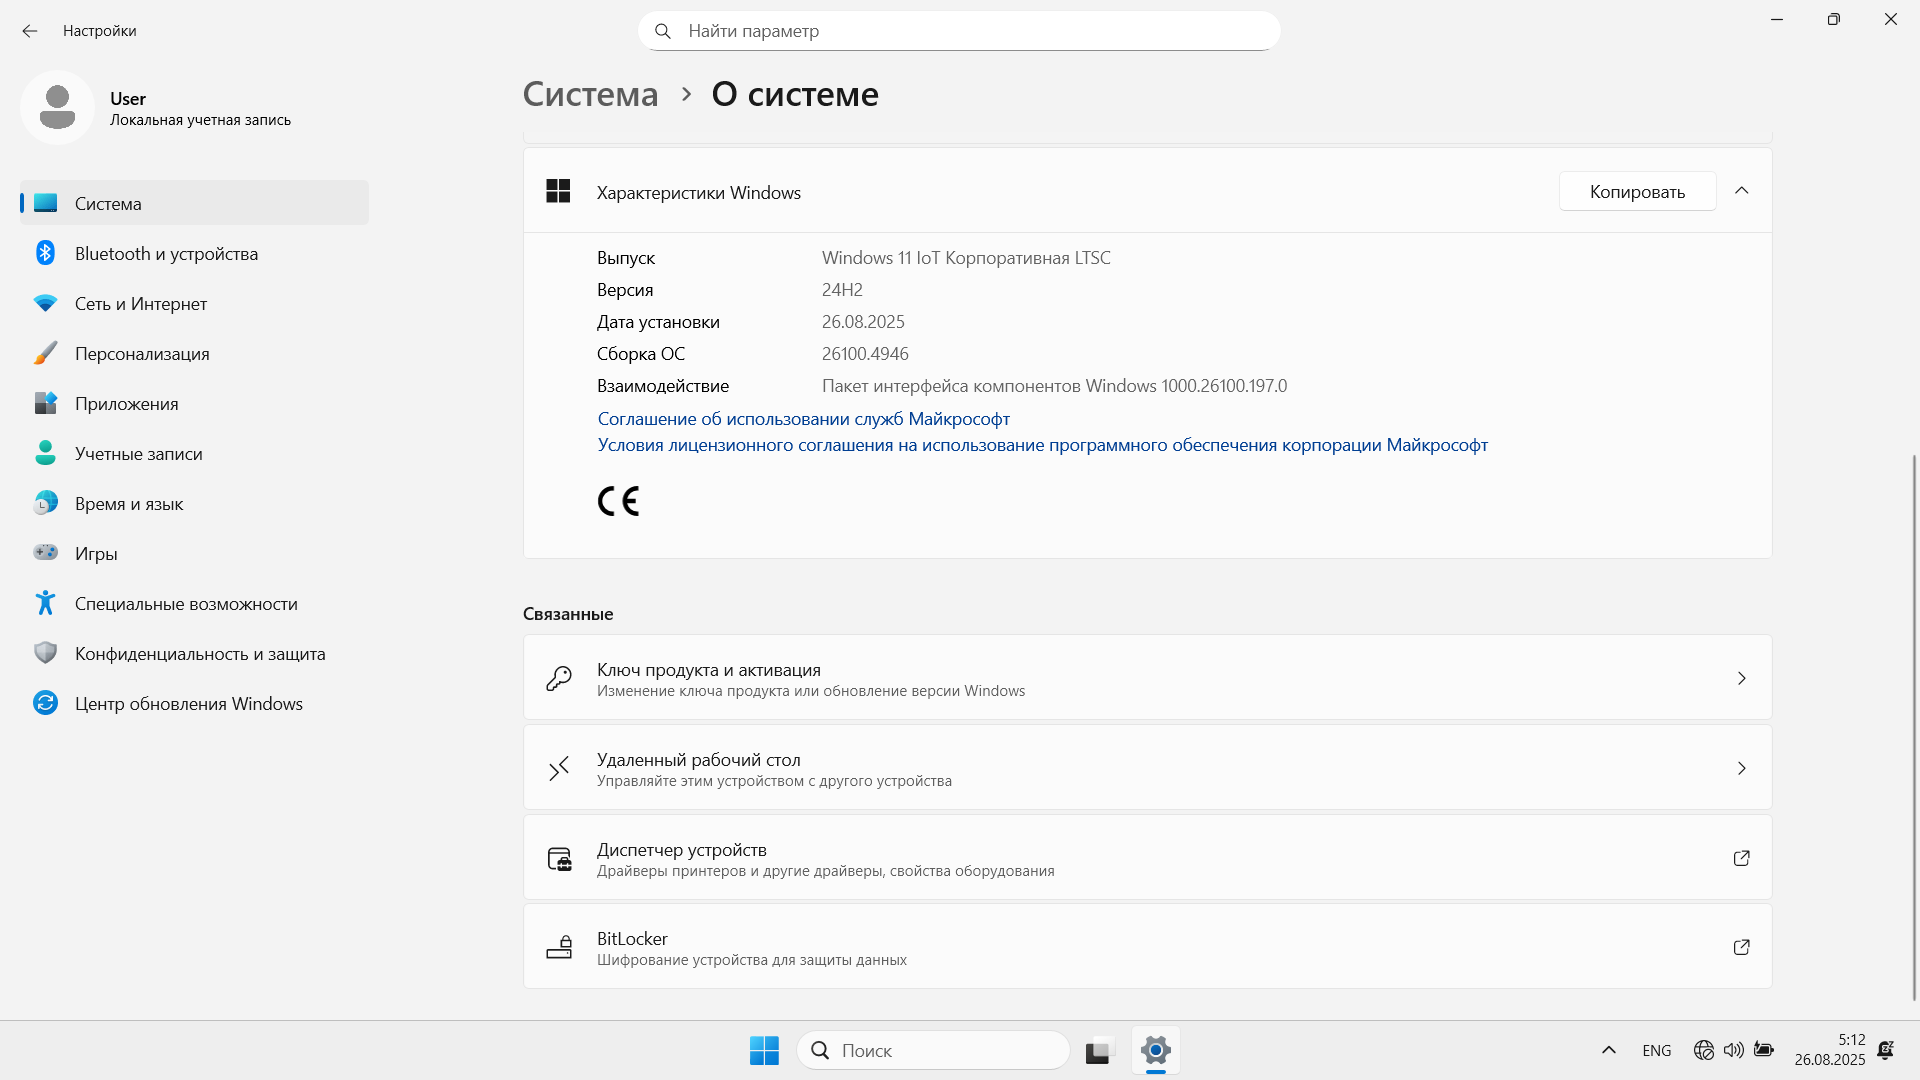 Настройки
Найти параметр
User
Локальная учетная запись
Система
Bluetooth и устройства
Сеть и Интернет
Персонализация
Приложения
Учетные записи
Время и язык
Игры
Специальные возможности
Конфиденциальность и защита
Центр обновления Windows
Система > О системе
Характеристики Windows
Копировать
Выпуск Windows 11 IoT Корпоративная LTSC
Версия 24H2
Дата установки 26.08.2025
Сборка ОС 26100.4946
Взаимодействие Пакет интерфейса компонентов Windows 1000.26100.197.0
Соглашение об использовании служб Майкрософт
Условия лицензионного соглашения на использование программного обеспечения корпорации Майкрософт
CE
Связанные
Ключ продукта и активация
Изменение ключа продукта или обновление версии Windows
Удаленный рабочий стол
Управляйте этим устройством с другого устройства
Диспетчер устройств
Драйверы принтеров и другие драйверы, свойства оборудования
BitLocker
Шифрование устройства для защиты данных
Поиск
ENG
5:12
26.08.2025